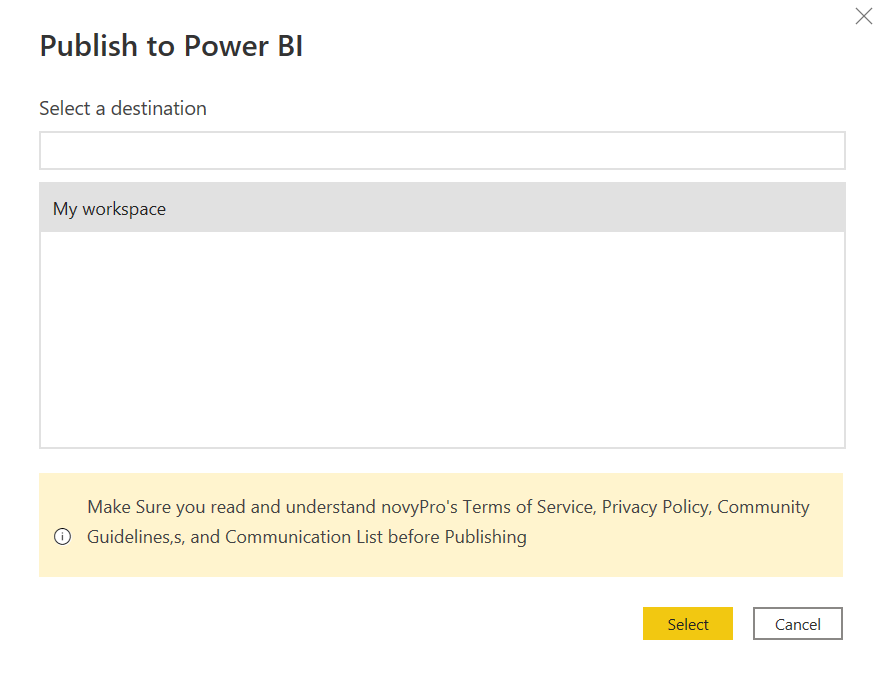 Publish to Power BI
Select a destination
My workspace
Make Sure you read and understand novyPro's Terms of Service, Privacy Policy, Community
Guidelines,s, and Communication List before Publishing
Select
Cancel